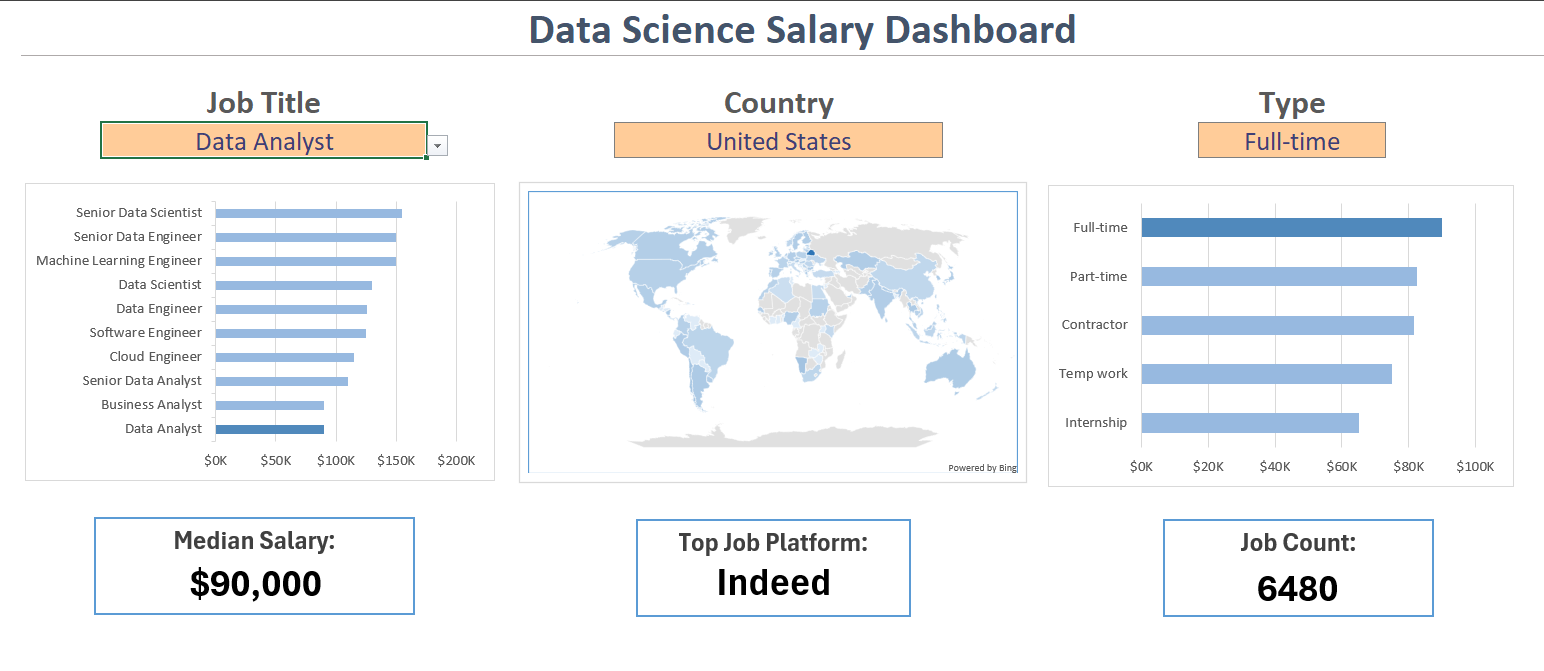 Data Science Salary Dashboard
Job Title
Data Analyst
Country
United States
Type
Full-time
Senior Data Scientist
Senior Data Engineer
Machine Learning Engineer
Data Scientist
Data Engineer
Software Engineer
Cloud Engineer
Senior Data Analyst
Business Analyst
Data Analyst
$0K $50K $100K $150K $200K
Powered by Bing
Full-time
Part-time
Contractor
Temp work
Internship
$0K $20K $40K $60K $80K $100K
Median Salary:
$90,000
Top Job Platform:
Indeed
Job Count:
6480